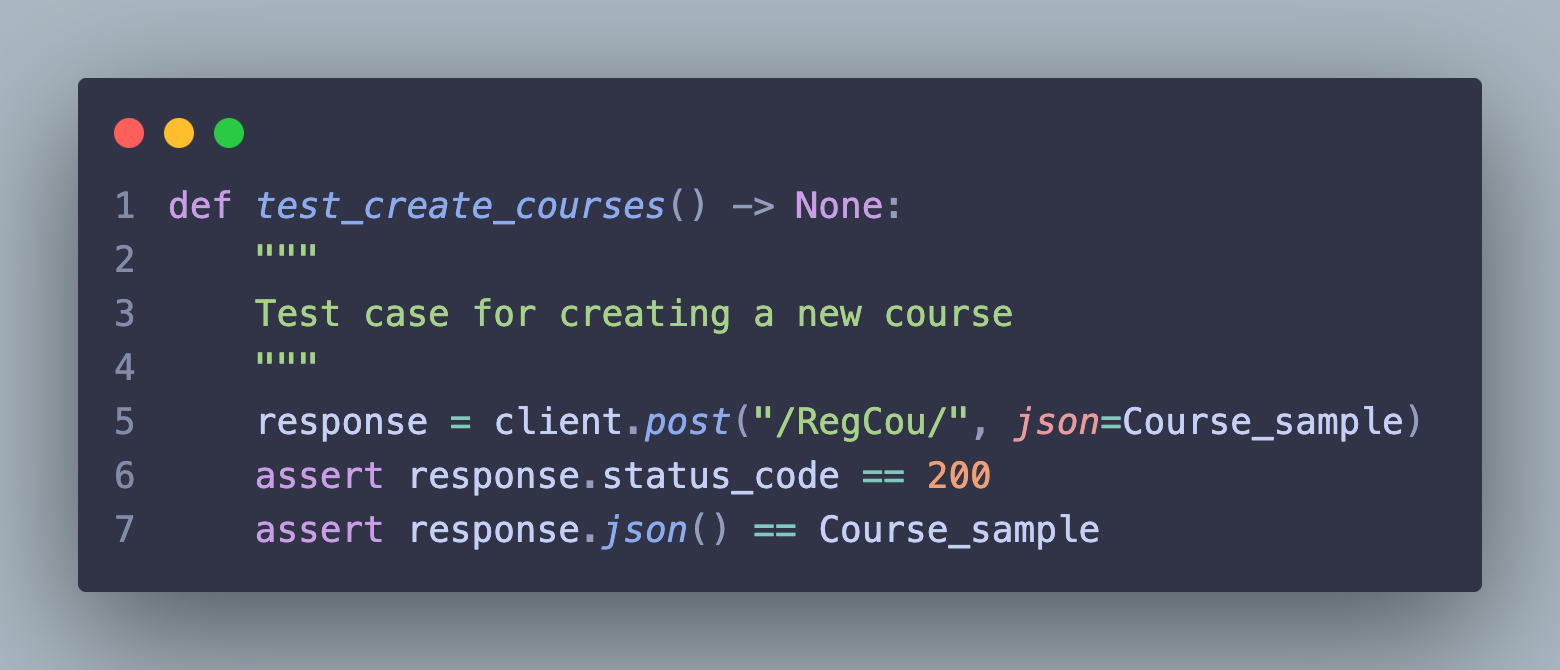 1 def test_create_courses() -> None:
2     """
3     Test case for creating a new course
4     """
5     response = client.post("/RegCou/", json=Course_sample)
6     assert response.status_code == 200
7     assert response.json() == Course_sample